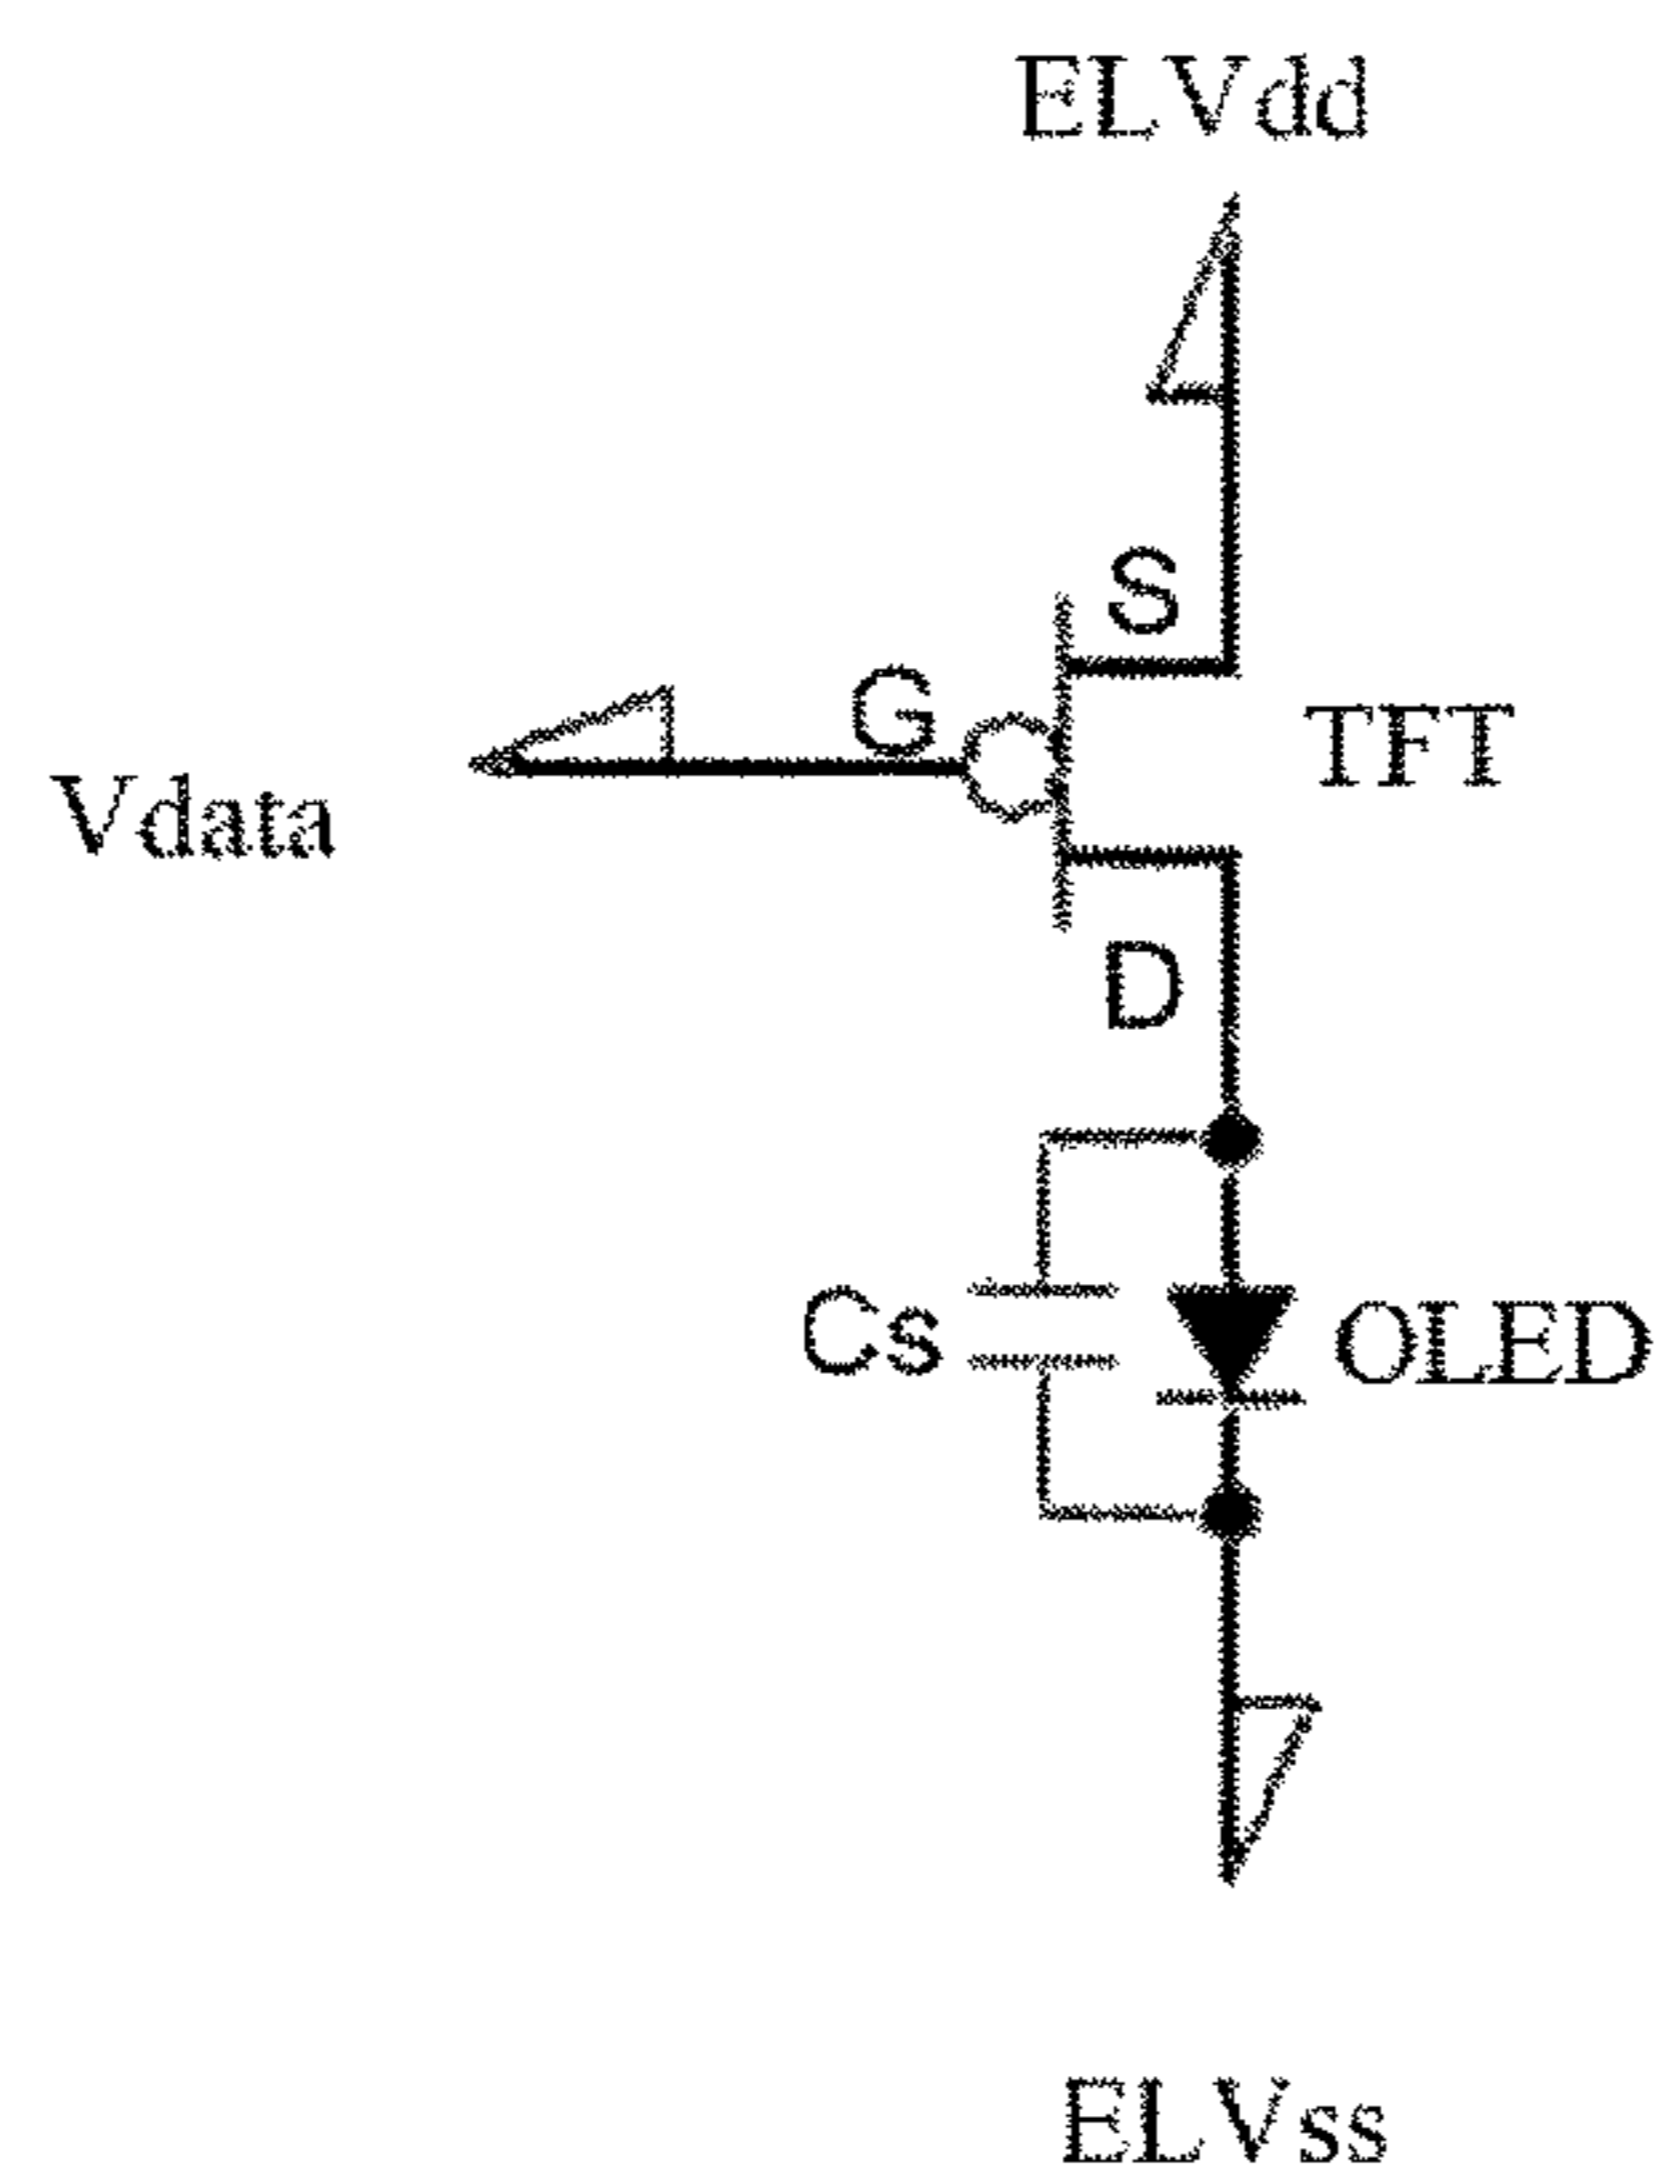 ELVdd
S
G
TFT
Vdata
D
Cs
OLED
ELVss